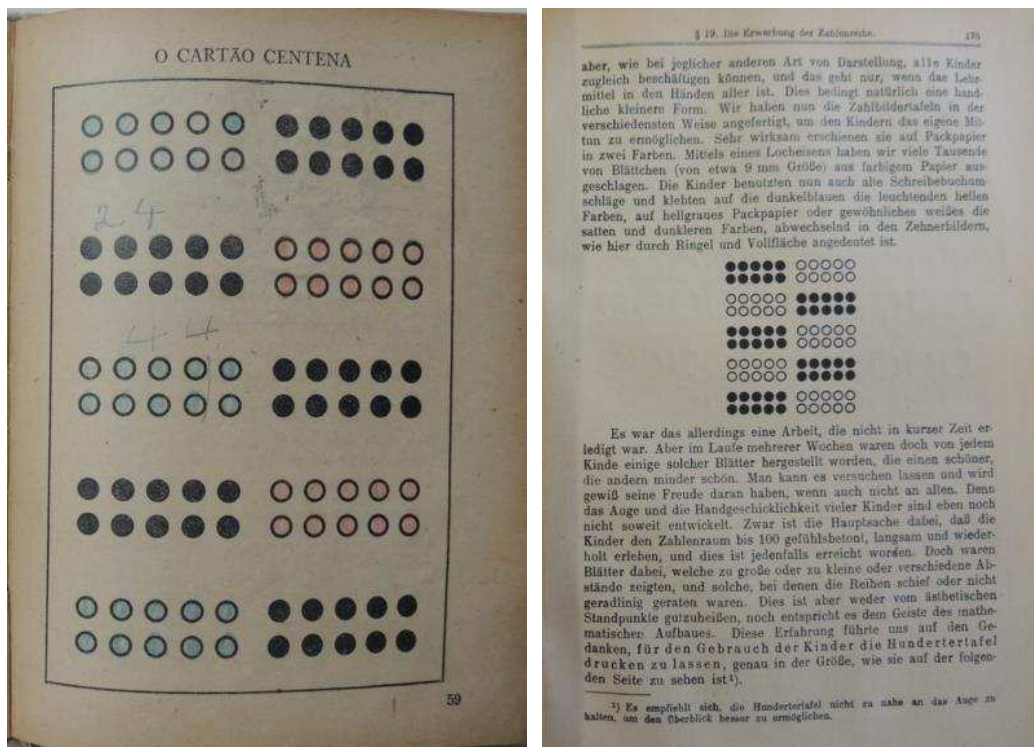 O CARTÃO CENTENA
2 4
4 4
59
§ 19. Die Erwerbung der Zahlenreihe. 175
aber, wie bei jeglicher anderen Art von Darstellung, alle Kinder
zugleich beschäftigen können, und das geht nur, wenn das Lehr-
mittel in den Händen aller ist. Dies bedingt natürlich eine hand-
liche kleinere Form. Wir haben nun die Zahlbildertafeln in der
verschiedensten Weise angefertigt, um den Kindern das eigene Mit-
tun zu ermöglichen. Sehr wirksam erschienen sie auf Packpapier
in zwei Farben. Mittels eines Locheisens haben wir viele Tausende
von Blättchen (von etwa 9 mm Größe) aus farbigem Papier aus-
geschlagen. Die Kinder benutzten nun auch alte Schreibebuchum-
schläge und klebten auf die dunkelblauen die leuchtenden hellen
Farben, auf hellgraues Packpapier oder gewöhnliches weißes die
satten und dunkleren Farben, abwechselnd in den Zehnerbildern,
wie hier durch Ringel und Vollfläche angedeutet ist.
Es war das allerdings eine Arbeit, die nicht in kurzer Zeit er-
ledigt war. Aber im Laufe mehrerer Wochen waren doch von jedem
Kinde einige solcher Blätter hergestellt worden, die einen schöner,
die andern minder schön. Man kann es versuchen lassen und wird
gewiß seine Freude daran haben, wenn auch nicht an allen. Denn
das Auge und die Handgeschicklichkeit vieler Kinder sind eben noch
nicht soweit entwickelt. Zwar ist die Hauptsache dabei, daß die
Kinder den Zahlenraum bis 100 gefühlsbetont, langsam und wieder-
holt erleben, und dies ist jedenfalls erreicht worden. Doch waren
Blätter dabei, welche zu große oder zu kleine oder verschiedene Ab-
stände zeigten, und solche, bei denen die Reihen schief oder nicht
geradlinig geraten waren. Dies ist aber weder vom ästhetischen
Standpunkte gutzuheißen, noch entspricht es dem Geiste des mathe-
matischen Aufbaues. Diese Erfahrung führte uns auf den Ge-
danken, für den Gebrauch der Kinder die Hundertertafel
drucken zu lassen, genau in der Größe, wie sie auf der folgen-
den Seite zu sehen ist¹).
¹) Es empfiehlt sich, die Hundertertafel nicht zu nahe an das Auge zu
halten, um den Überblick besser zu ermöglichen.